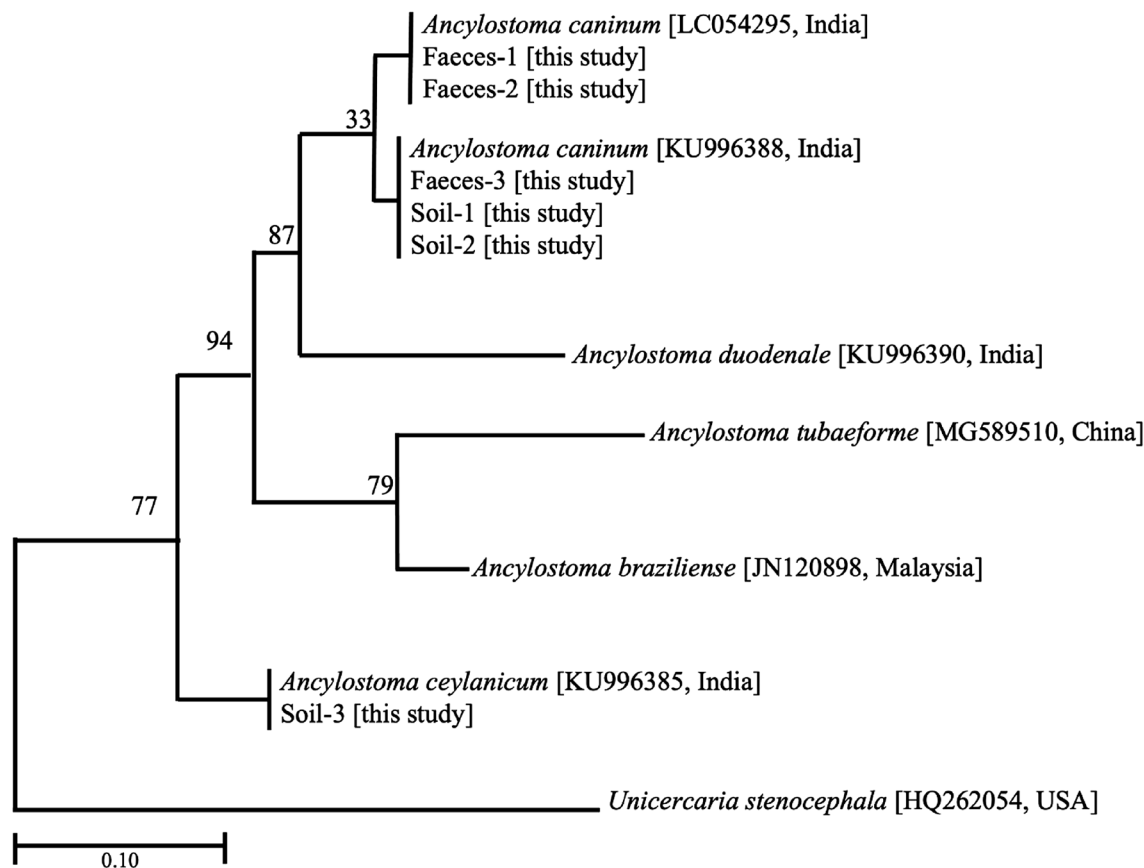 Ancylostoma caninum [LC054295, India]
Faeces-1 [this study]
Faeces-2 [this study]
33
Ancylostoma caninum [KU996388, India]
Faeces-3 [this study]
Soil-1 [this study]
Soil-2 [this study]
87
94
Ancylostoma duodenale [KU996390, India]
Ancylostoma tubaeforme [MG589510, China]
79
77
Ancylostoma braziliense [JN120898, Malaysia]
Ancylostoma ceylanicum [KU996385, India]
Soil-3 [this study]
Unicercaria stenocephala [HQ262054, USA]
0.10